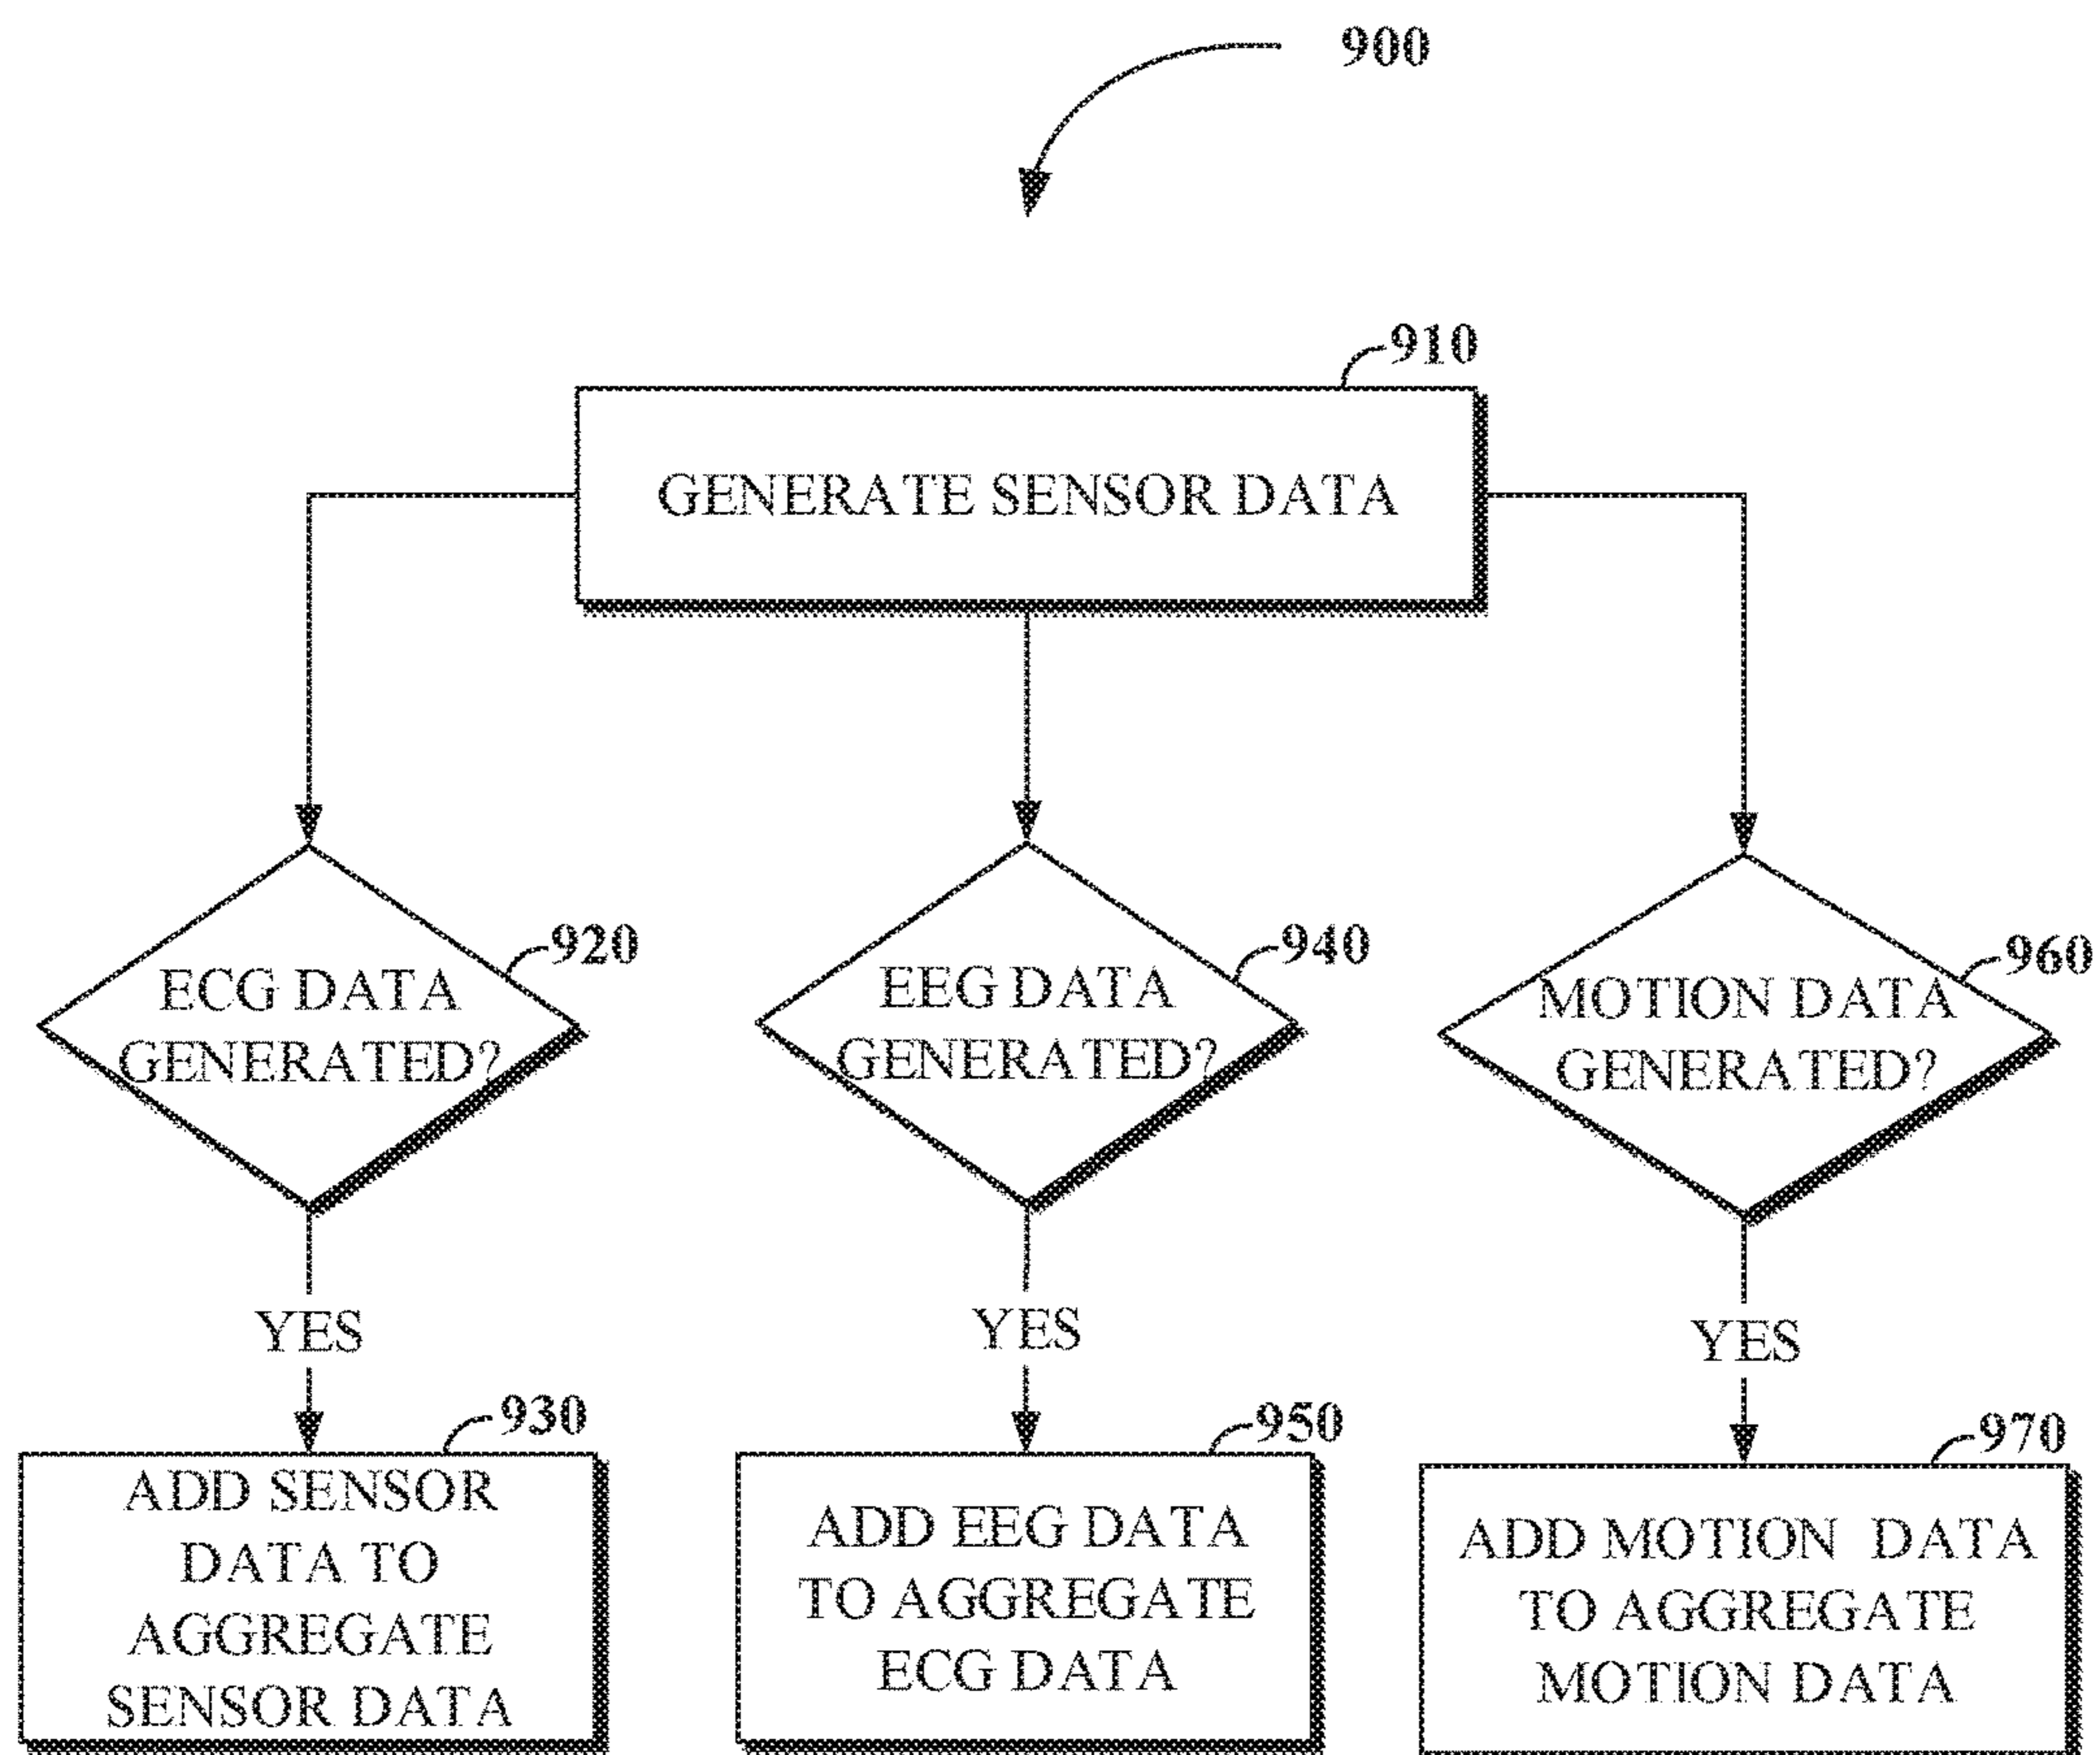 900
910
GENERATE SENSOR DATA
920
ECG DATA
GENERATED?
940
EEG DATA
GENERATED?
960
MOTION DATA
GENERATED?
YES
YES
YES
930
ADD SENSOR
DATA TO
AGGREGATE
SENSOR DATA
950
ADD EEG DATA
TO AGGREGATE
ECG DATA
970
ADD MOTION DATA
TO AGGREGATE
MOTION DATA